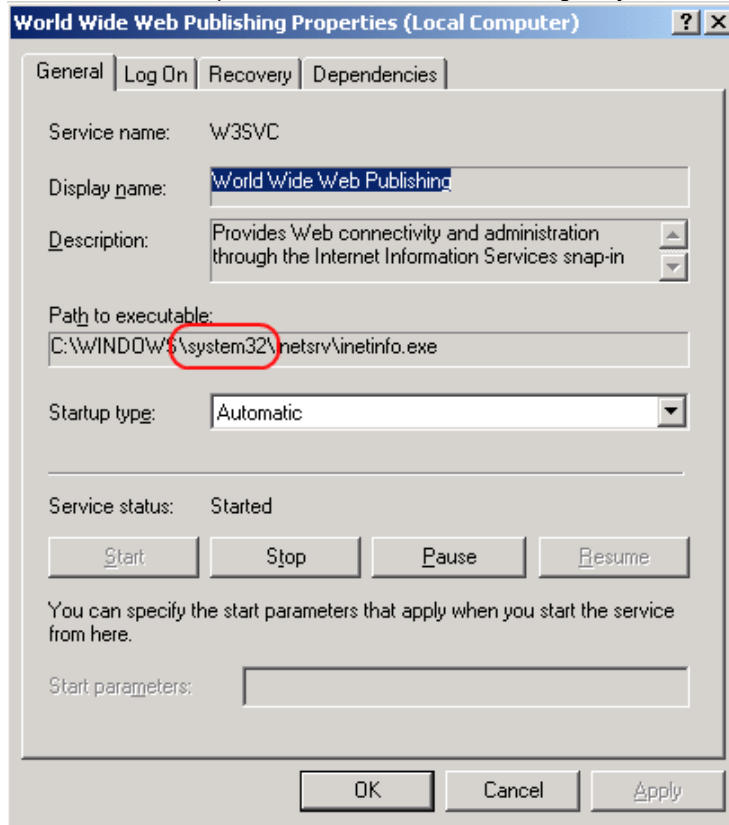 World Wide Web Publishing Properties (Local Computer) ? X
General Log On Recovery Dependencies
Service name: W3SVC
Display name: World Wide Web Publishing
Description: Provides Web connectivity and administration
through the Internet Information Services snap-in
Path to executable:
C:\WINDOWS\system32\inetsrv\inetinfo.exe
Startup type: Automatic
Service status: Started
Start Stop Pause Resume
You can specify the start parameters that apply when you start the service
from here.
Start parameters:
OK Cancel Apply